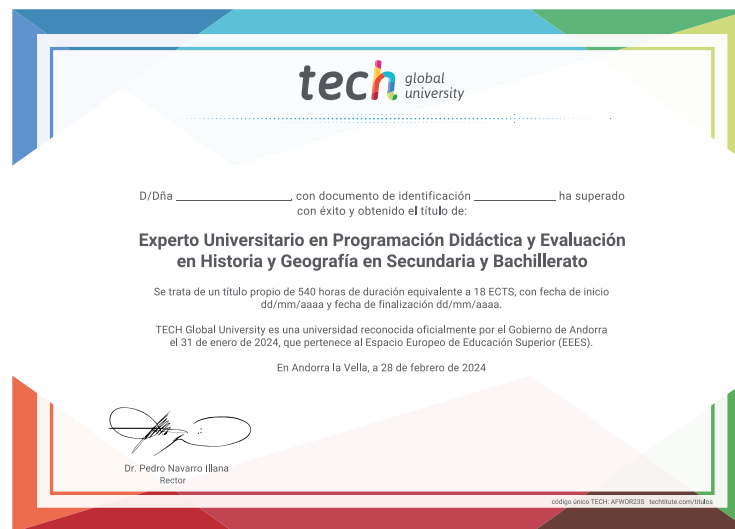 tech global university
D/Dña ____________________, con documento de identificación ______________ ha superado
con éxito y obtenido el título de:
Experto Universitario en Programación Didáctica y Evaluación
en Historia y Geografía en Secundaria y Bachillerato
Se trata de un título propio de 540 horas de duración equivalente a 18 ECTS, con fecha de inicio
dd/mm/aaaa y fecha de finalización dd/mm/aaaa.
TECH Global University es una universidad reconocida oficialmente por el Gobierno de Andorra
el 31 de enero de 2024, que pertenece al Espacio Europeo de Educación Superior (EEES).
En Andorra la Vella, a 28 de febrero de 2024
Dr. Pedro Navarro Illana
Rector
código único TECH: AFWOR23S techtitute.com/titulos